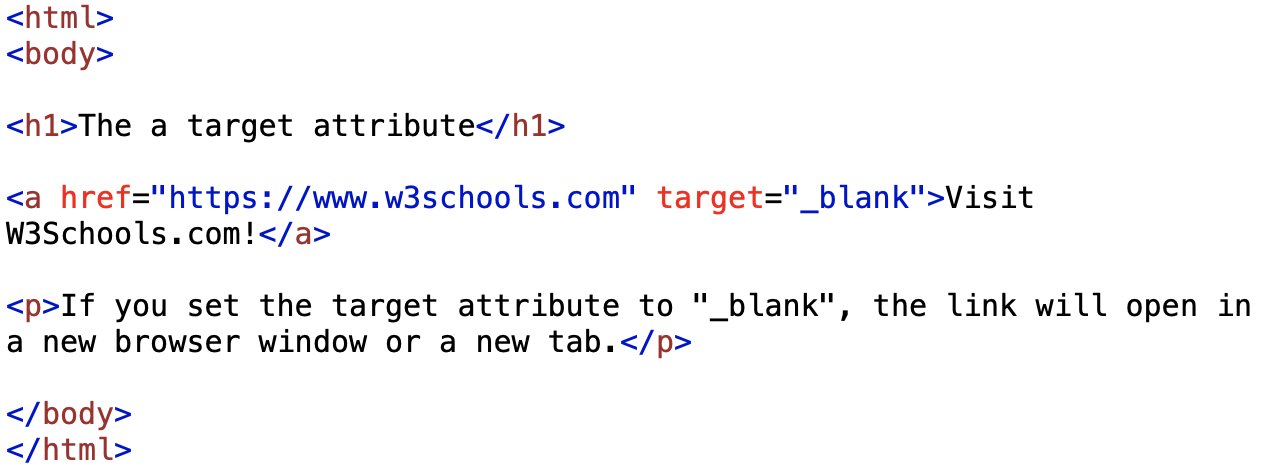 <html>
<body>
<h1>The a target attribute</h1>
<a href="https://www.w3schools.com" target="_blank">Visit
W3Schools.com!</a>
<p>If you set the target attribute to "_blank", the link will open in
a new browser window or a new tab.</p>
</body>
</html>